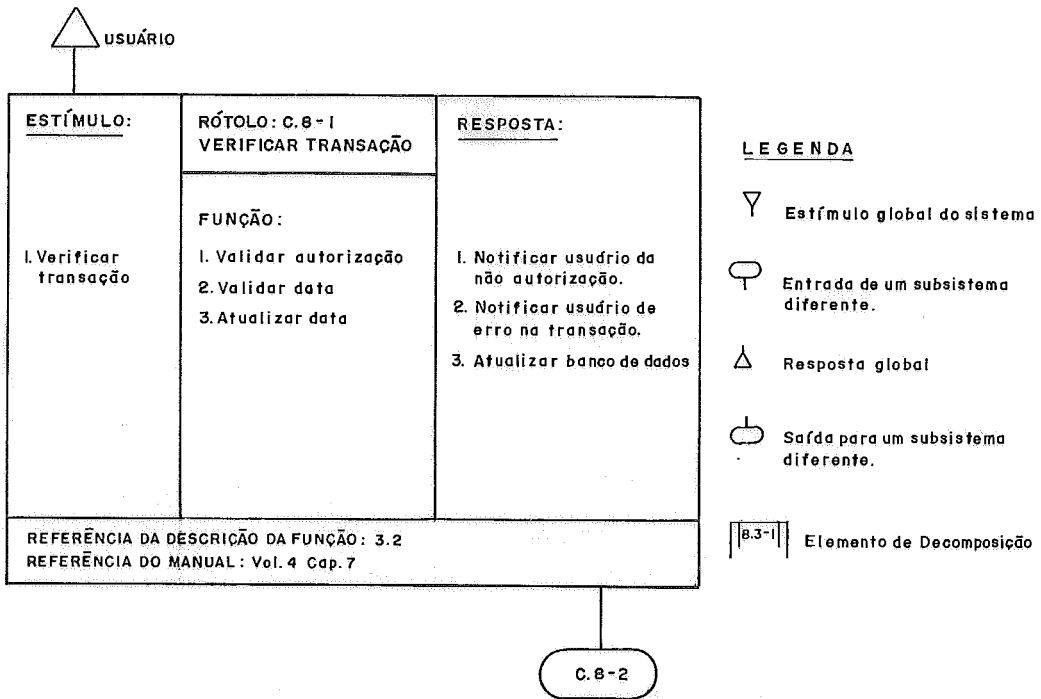 USUÁRIO
ESTÍMULO:
1. Verificar
transação
RÓTOLO: C.8-1
VERIFICAR TRANSAÇÃO
FUNÇÃO:
1. Validar autorização
2. Validar data
3. Atualizar data
RESPOSTA:
1. Notificar usuário da
não autorização.
2. Notificar usuário de
erro na transação.
3. Atualizar banco de dados
REFERÊNCIA DA DESCRIÇÃO DA FUNÇÃO: 3.2
REFERÊNCIA DO MANUAL: Vol. 4 Cap. 7
C.8-2
LEGENDA
Estímulo global do sistema
Entrada de um subsistema
diferente.
Resposta global
Saída para um subsistema
diferente.
B.3-1
Elemento de Decomposição